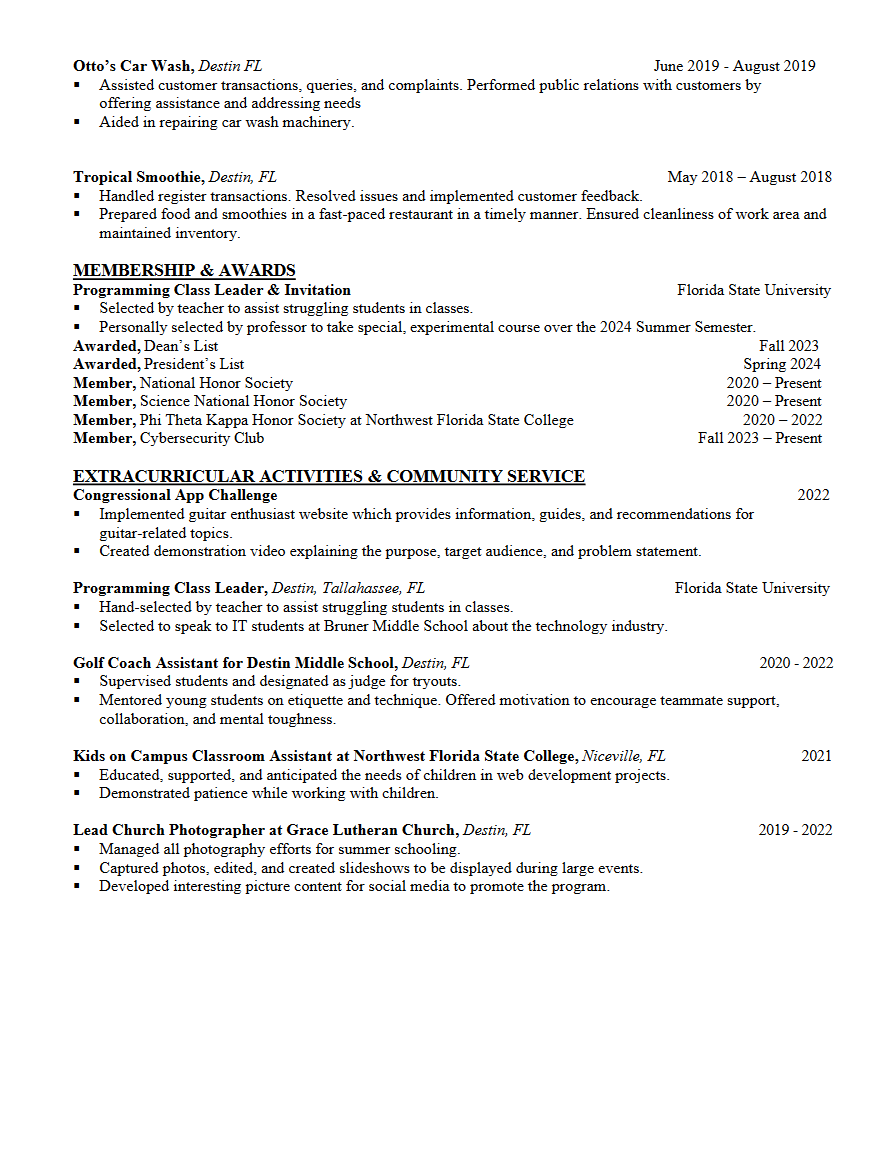 Otto’s Car Wash, Destin FL June 2019 - August 2019
▪ Assisted customer transactions, queries, and complaints. Performed public relations with customers by
offering assistance and addressing needs
▪ Aided in repairing car wash machinery.
Tropical Smoothie, Destin, FL May 2018 – August 2018
▪ Handled register transactions. Resolved issues and implemented customer feedback.
▪ Prepared food and smoothies in a fast-paced restaurant in a timely manner. Ensured cleanliness of work area and
maintained inventory.
MEMBERSHIP & AWARDS
Programming Class Leader & Invitation Florida State University
▪ Selected by teacher to assist struggling students in classes.
▪ Personally selected by professor to take special, experimental course over the 2024 Summer Semester.
Awarded, Dean’s List Fall 2023
Awarded, President’s List Spring 2024
Member, National Honor Society 2020 – Present
Member, Science National Honor Society 2020 – Present
Member, Phi Theta Kappa Honor Society at Northwest Florida State College 2020 – 2022
Member, Cybersecurity Club Fall 2023 – Present
EXTRACURRICULAR ACTIVITIES & COMMUNITY SERVICE
Congressional App Challenge 2022
▪ Implemented guitar enthusiast website which provides information, guides, and recommendations for
guitar-related topics.
▪ Created demonstration video explaining the purpose, target audience, and problem statement.
Programming Class Leader, Destin, Tallahassee, FL Florida State University
▪ Hand-selected by teacher to assist struggling students in classes.
▪ Selected to speak to IT students at Bruner Middle School about the technology industry.
Golf Coach Assistant for Destin Middle School, Destin, FL 2020 - 2022
▪ Supervised students and designated as judge for tryouts.
▪ Mentored young students on etiquette and technique. Offered motivation to encourage teammate support,
collaboration, and mental toughness.
Kids on Campus Classroom Assistant at Northwest Florida State College, Niceville, FL 2021
▪ Educated, supported, and anticipated the needs of children in web development projects.
▪ Demonstrated patience while working with children.
Lead Church Photographer at Grace Lutheran Church, Destin, FL 2019 - 2022
▪ Managed all photography efforts for summer schooling.
▪ Captured photos, edited, and created slideshows to be displayed during large events.
▪ Developed interesting picture content for social media to promote the program.